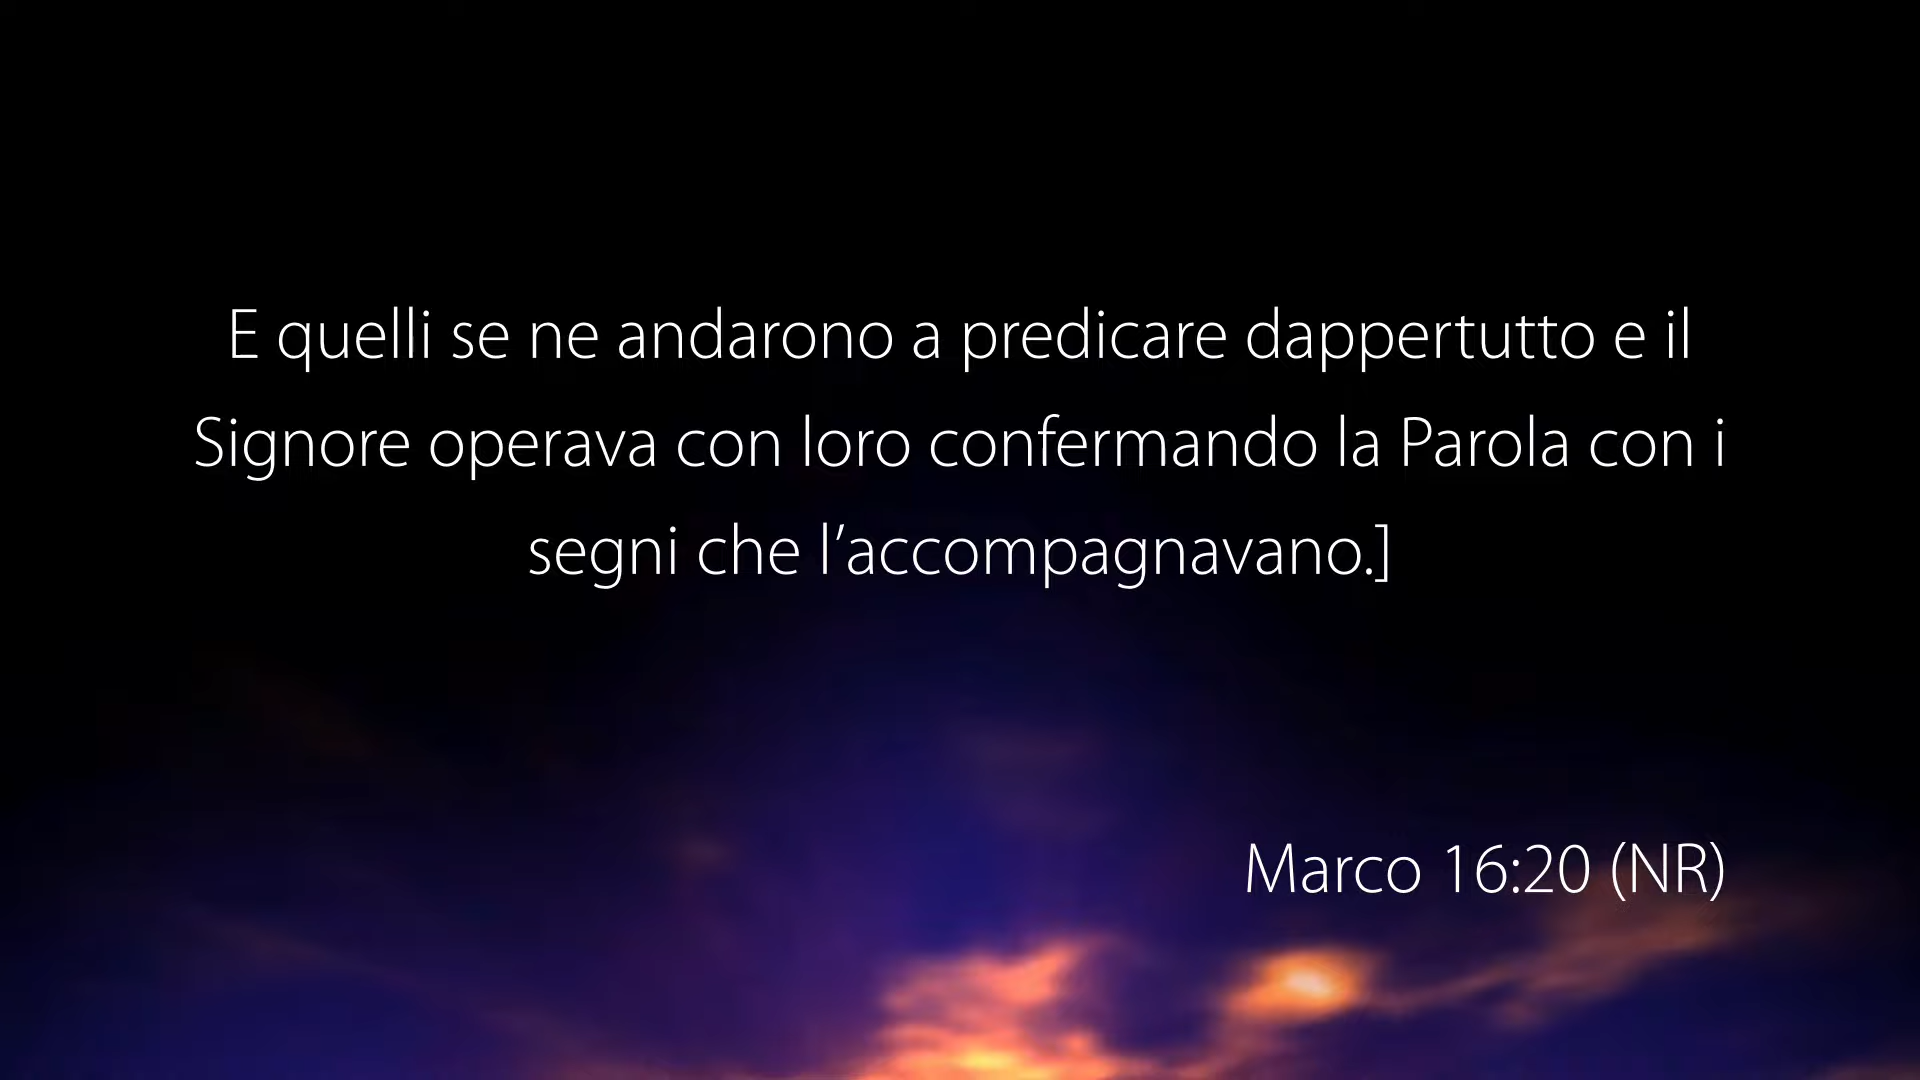 E quelli se ne andarono a predicare dappertutto e il
Signore operava con loro confermando la Parola con i
segni che l’accompagnavano.]
Marco 16:20 (NR)